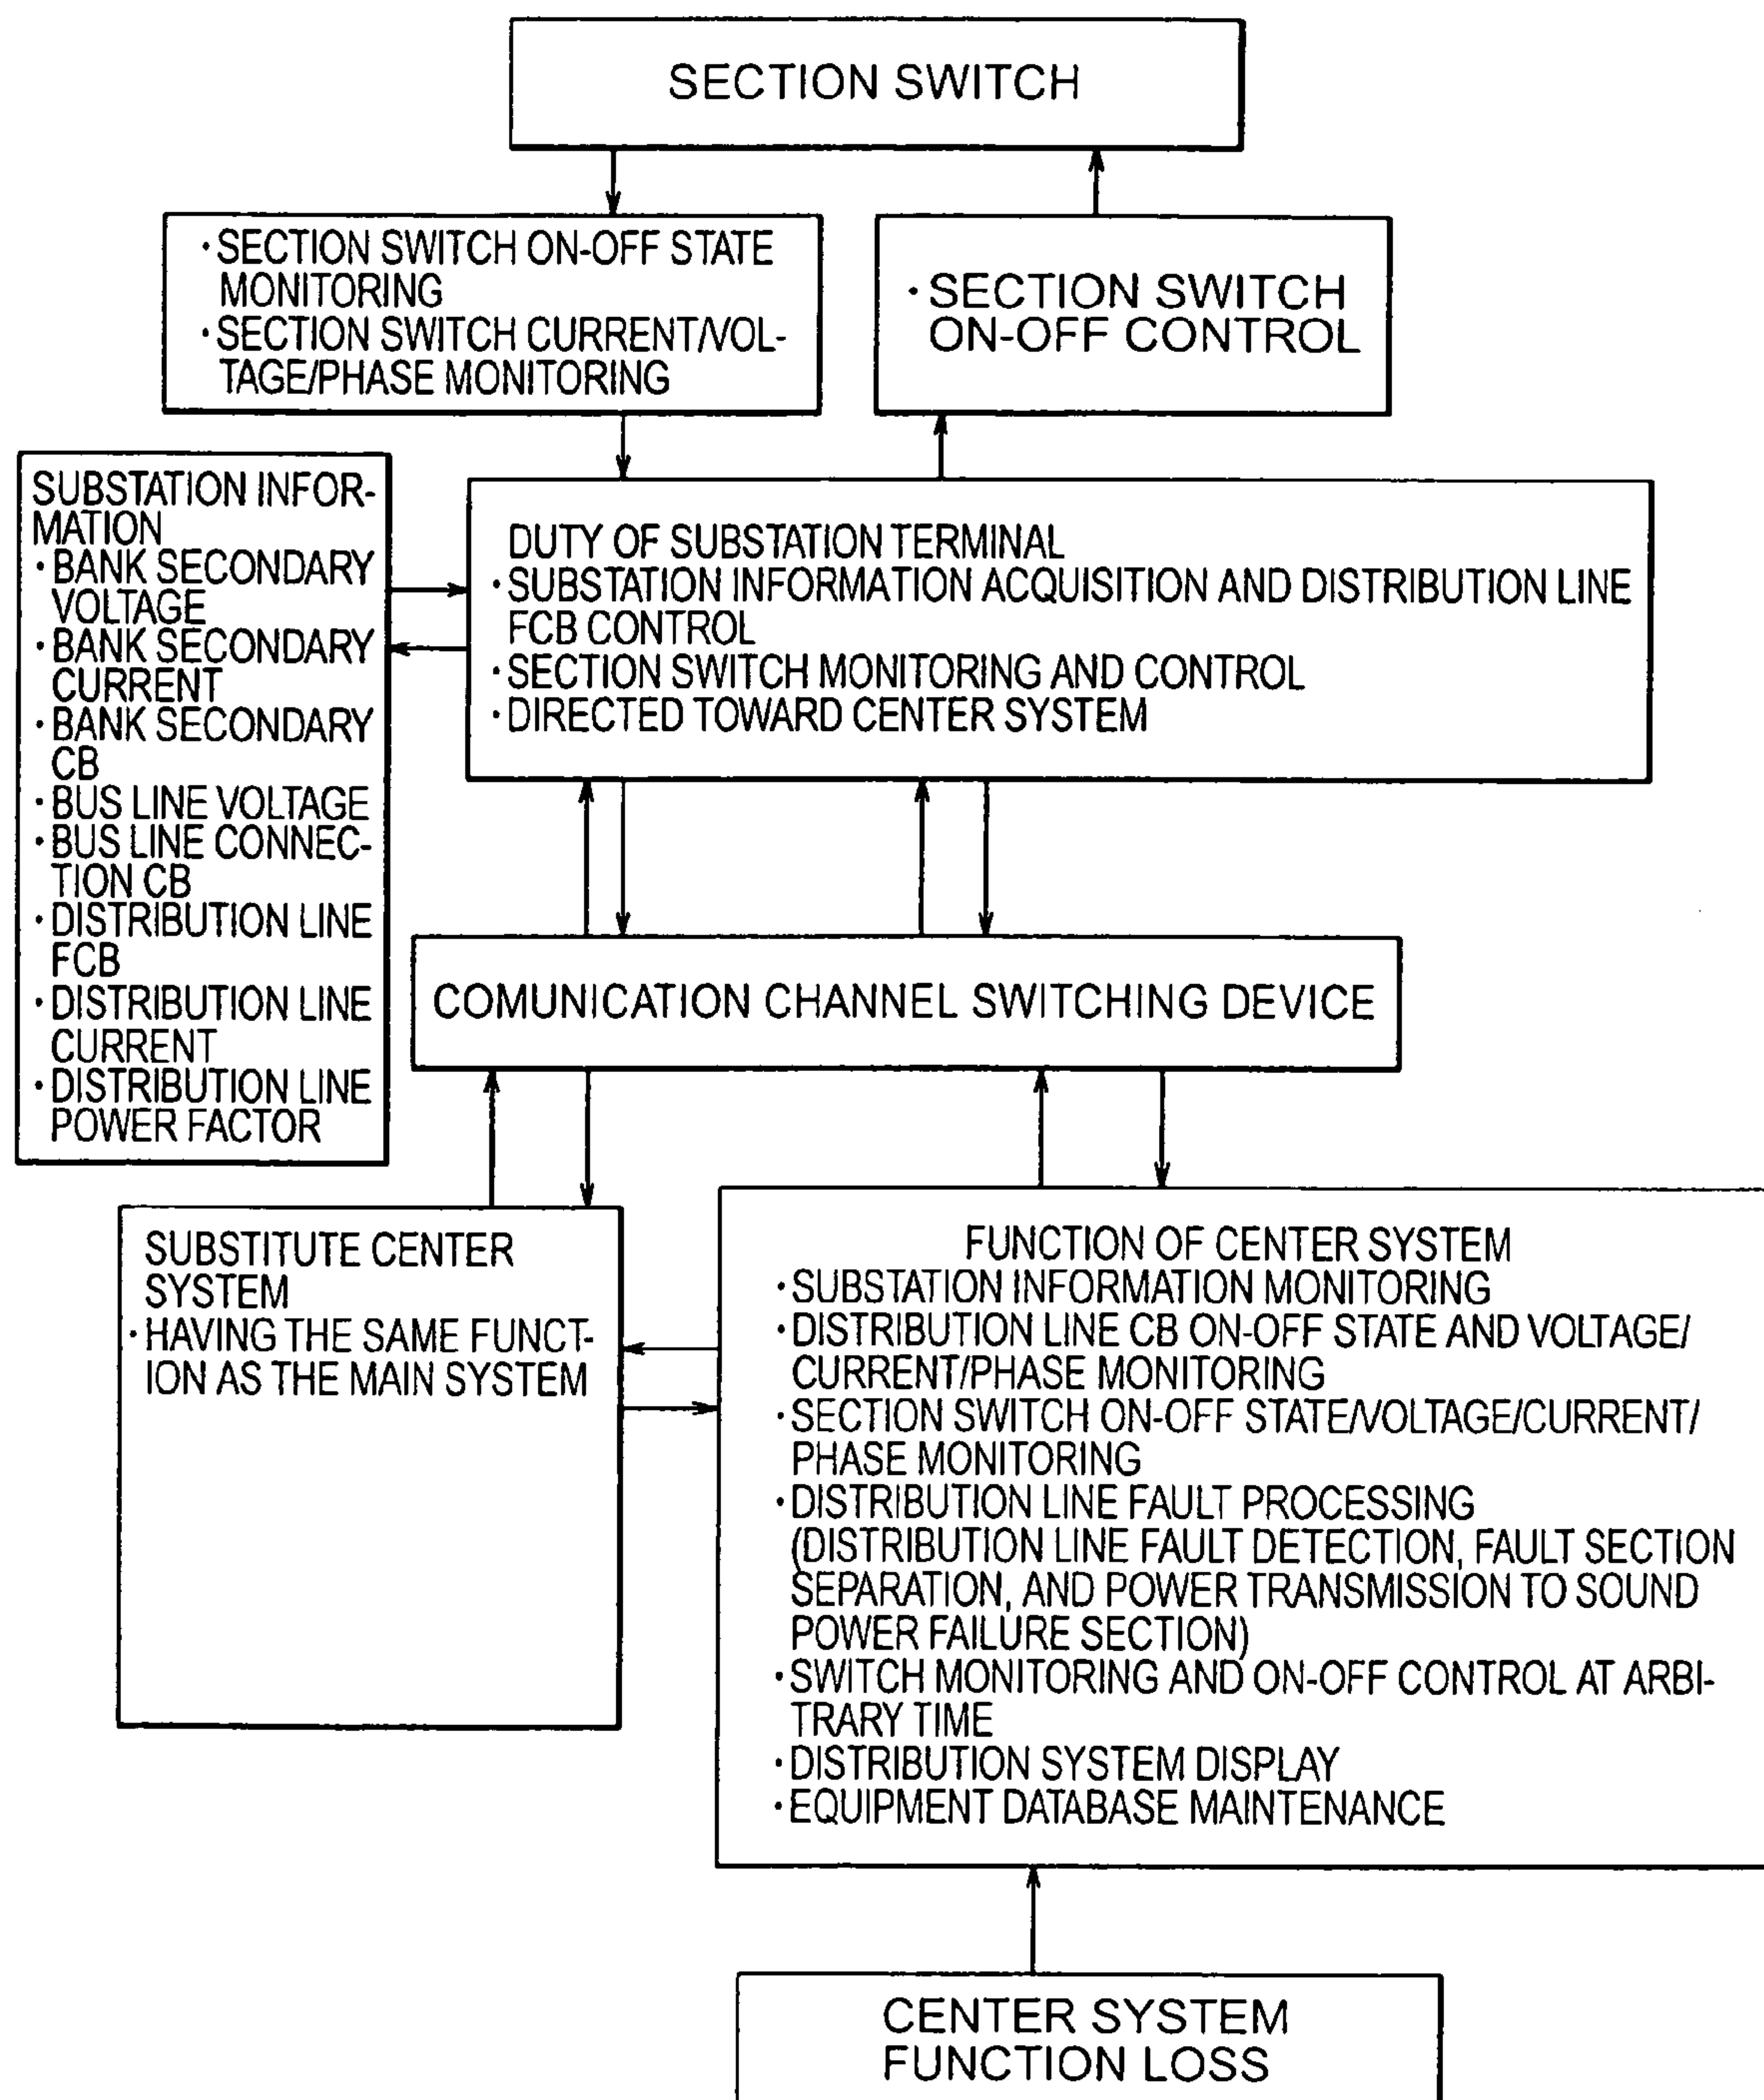 SECTION SWITCH
·SECTION SWITCH ON-OFF STATE
MONITORING
·SECTION SWITCH CURRENT/VOL-
TAGE/PHASE MONITORING
·SECTION SWITCH
ON-OFF CONTROL
SUBSTATION INFOR-
MATION
·BANK SECONDARY
VOLTAGE
·BANK SECONDARY
CURRENT
·BANK SECONDARY
CB
·BUS LINE VOLTAGE
·BUS LINE CONNEC-
TION CB
·DISTRIBUTION LINE
FCB
·DISTRIBUTION LINE
CURRENT
·DISTRIBUTION LINE
POWER FACTOR
DUTY OF SUBSTATION TERMINAL
·SUBSTATION INFORMATION ACQUISITION AND DISTRIBUTION LINE
FCB CONTROL
·SECTION SWITCH MONITORING AND CONTROL
·DIRECTED TOWARD CENTER SYSTEM
COMUNICATION CHANNEL SWITCHING DEVICE
SUBSTITUTE CENTER
SYSTEM
·HAVING THE SAME FUNCT-
ION AS THE MAIN SYSTEM
FUNCTION OF CENTER SYSTEM
·SUBSTATION INFORMATION MONITORING
·DISTRIBUTION LINE CB ON-OFF STATE AND VOLTAGE/
CURRENT/PHASE MONITORING
·SECTION SWITCH ON-OFF STATE/VOLTAGE/CURRENT/
PHASE MONITORING
·DISTRIBUTION LINE FAULT PROCESSING
(DISTRIBUTION LINE FAULT DETECTION, FAULT SECTION
SEPARATION, AND POWER TRANSMISSION TO SOUND
POWER FAILURE SECTION)
·SWITCH MONITORING AND ON-OFF CONTROL AT ARBI-
TRARY TIME
·DISTRIBUTION SYSTEM DISPLAY
·EQUIPMENT DATABASE MAINTENANCE
CENTER SYSTEM
FUNCTION LOSS